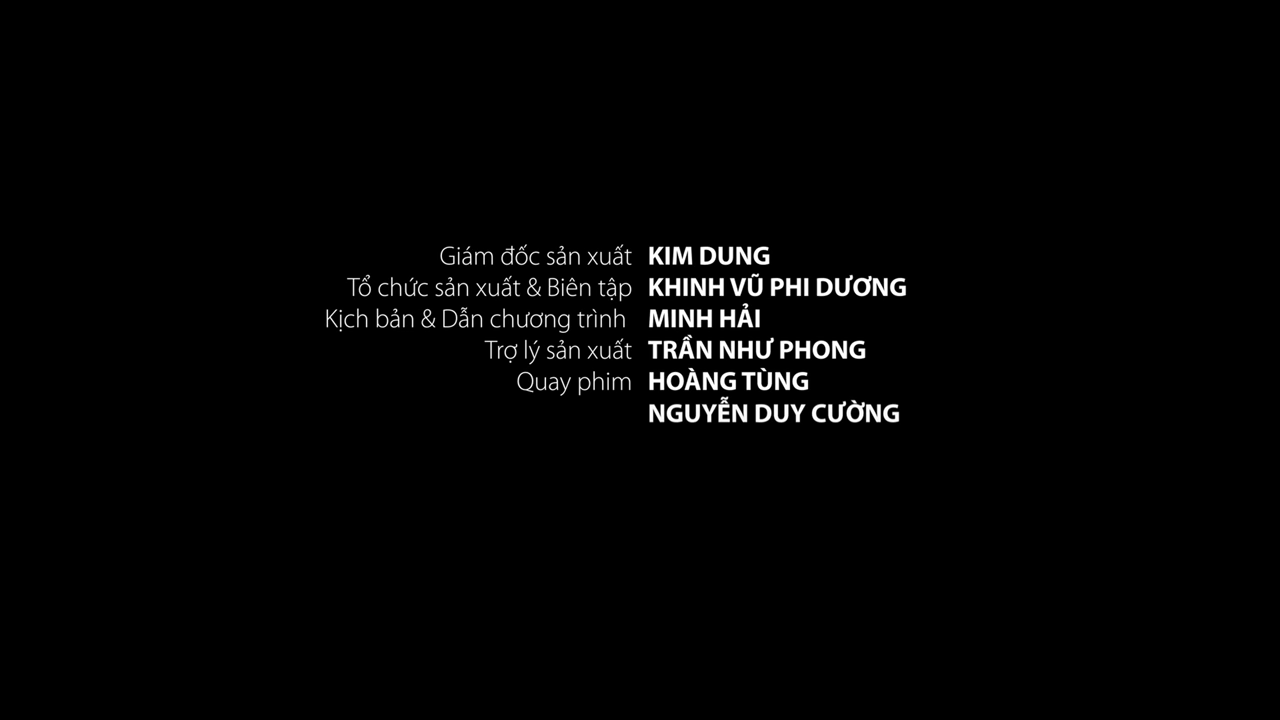 Giám đốc sản xuất KIM DUNG
Tổ chức sản xuất & Biên tập KHINH VŨ PHI DƯƠNG
Kịch bản & Dẫn chương trình MINH HẢI
Trợ lý sản xuất TRẦN NHƯ PHONG
Quay phim HOÀNG TÙNG
NGUYỄN DUY CƯỜNG